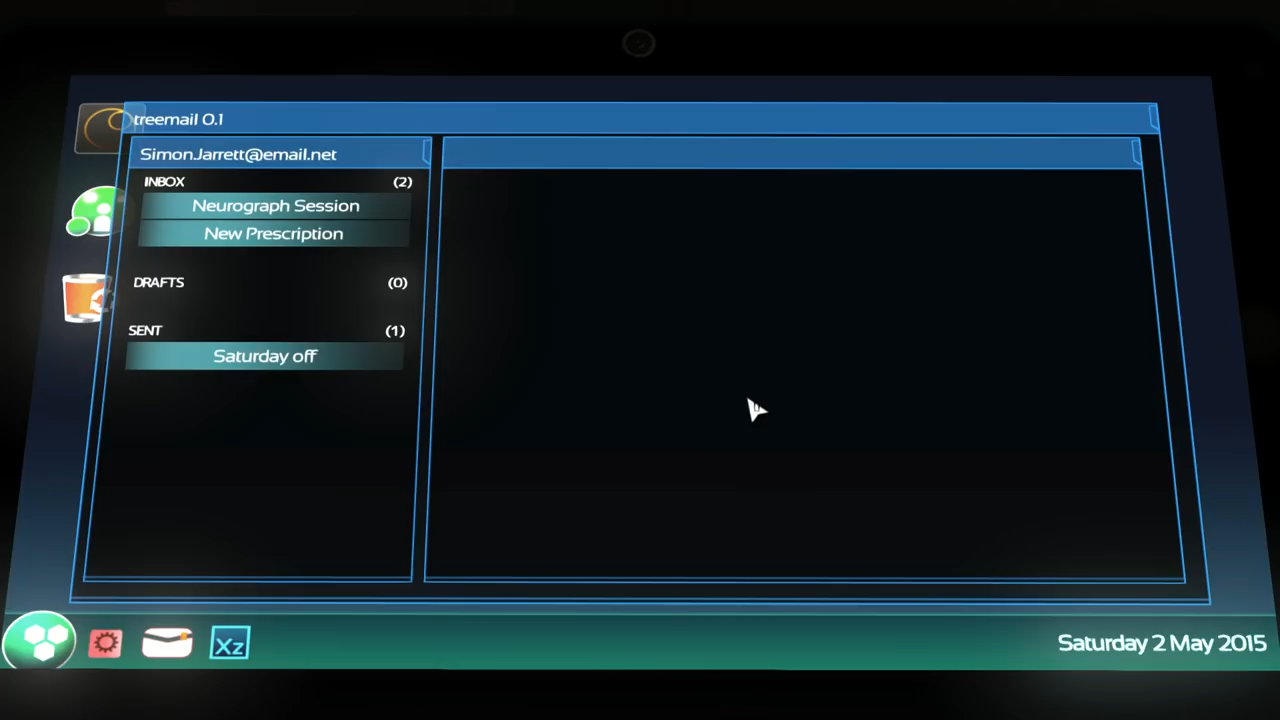 treemail 0.1
Simon.Jarrett@email.net
INBOX (2)
Neurograph Session
New Prescription
DRAFTS (0)
SENT (1)
Saturday off
Xz
Saturday 2 May 2015